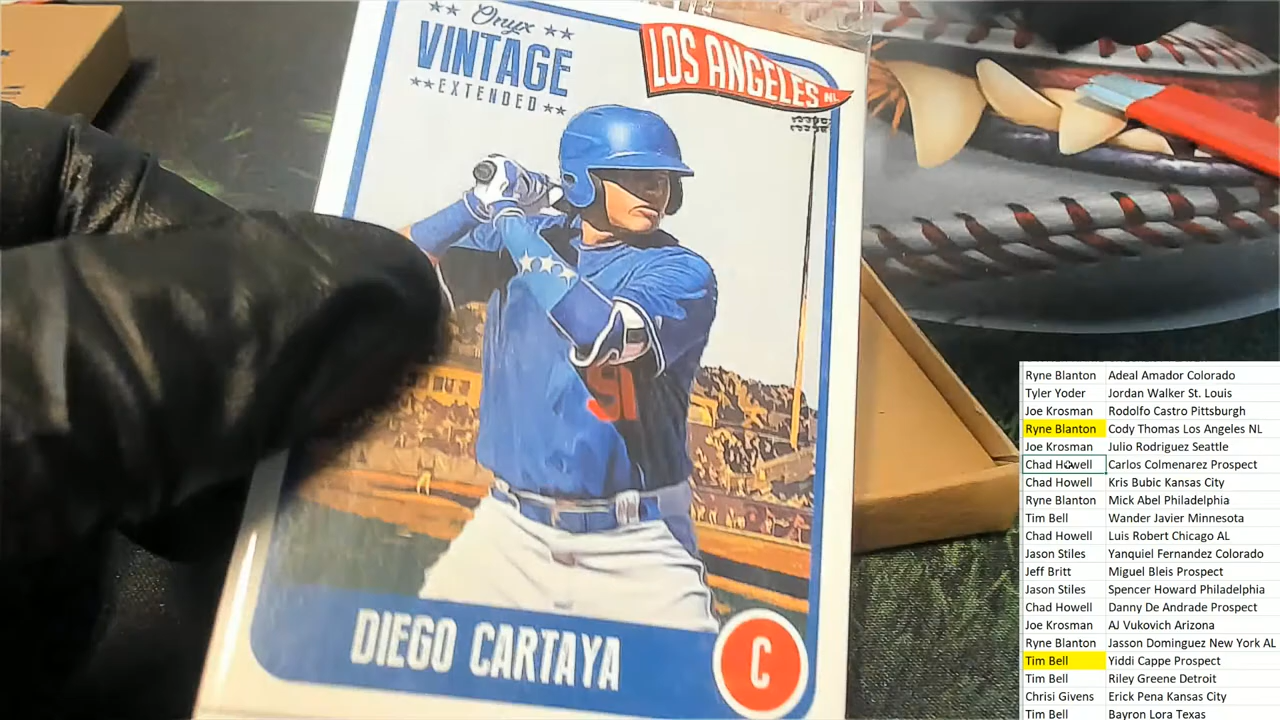 ★★ Onyx ★★
VINTAGE
★★EXTENDED★★
LOS ANGELES NL
51
DIEGO CARTAYA
C
Ryne Blanton Adeal Amador Colorado
Tyler Yoder Jordan Walker St. Louis
Joe Krosman Rodolfo Castro Pittsburgh
Ryne Blanton Cody Thomas Los Angeles NL
Joe Krosman Julio Rodriguez Seattle
Chad Howell Carlos Colmenarez Prospect
Chad Howell Kris Bubic Kansas City
Ryne Blanton Mick Abel Philadelphia
Tim Bell Wander Javier Minnesota
Chad Howell Luis Robert Chicago AL
Jason Stiles Yanquiel Fernandez Colorado
Jeff Britt Miguel Bleis Prospect
Jason Stiles Spencer Howard Philadelphia
Chad Howell Danny De Andrade Prospect
Joe Krosman AJ Vukovich Arizona
Ryne Blanton Jasson Dominguez New York AL
Tim Bell Yiddi Cappe Prospect
Tim Bell Riley Greene Detroit
Chrisi Givens Erick Pena Kansas City
Tim Bell Bayron Lora Texas